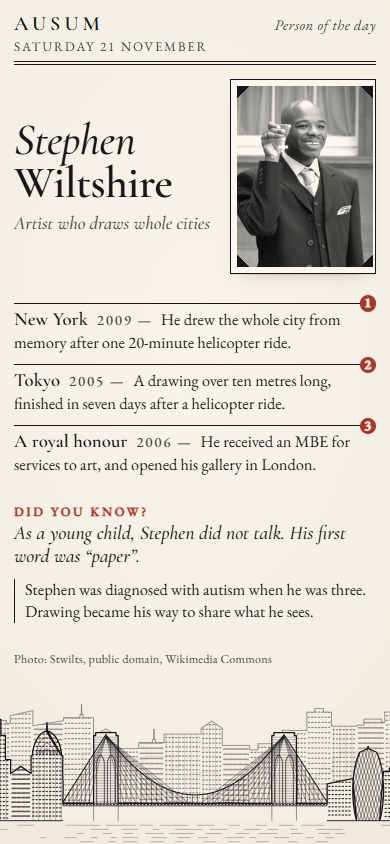 AUSUM
Person of the day
SATURDAY 21 NOVEMBER
Stephen
Wiltshire
Artist who draws whole cities
1
New York 2009 — He drew the whole city from
memory after one 20-minute helicopter ride.
2
Tokyo 2005 — A drawing over ten metres long,
finished in seven days after a helicopter ride.
3
A royal honour 2006 — He received an MBE for
services to art, and opened his gallery in London.
DID YOU KNOW?
As a young child, Stephen did not talk. His first
word was “paper”.
Stephen was diagnosed with autism when he was three.
Drawing became his way to share what he sees.
Photo: Stwilts, public domain, Wikimedia Commons